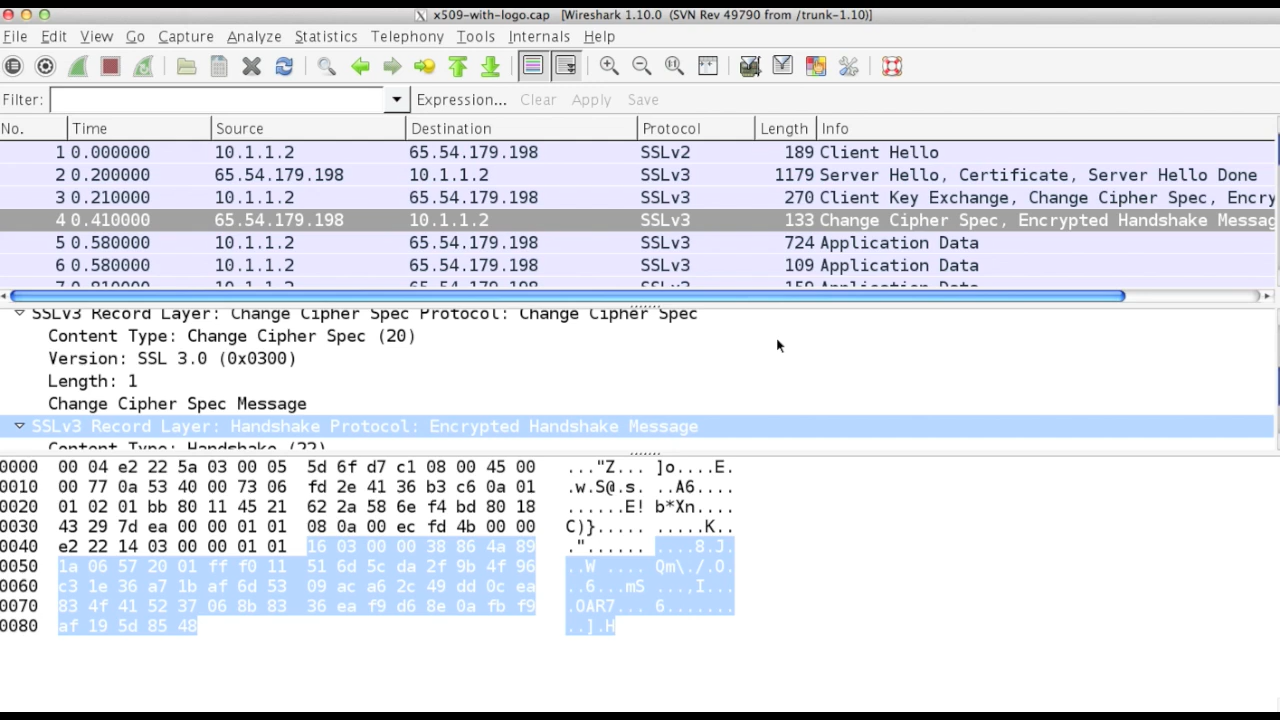 x509-with-logo.cap [Wireshark 1.10.0 (SVN Rev 49790 from /trunk-1.10)]
File Edit View Go Capture Analyze Statistics Telephony Tools Internals Help
Filter: Expression... Clear Apply Save
No. Time Source Destination Protocol Length Info
1 0.000000 10.1.1.2 65.54.179.198 SSLv2 189 Client Hello
2 0.200000 65.54.179.198 10.1.1.2 SSLv3 1179 Server Hello, Certificate, Server Hello Done
3 0.210000 10.1.1.2 65.54.179.198 SSLv3 270 Client Key Exchange, Change Cipher Spec, Encry
4 0.410000 65.54.179.198 10.1.1.2 SSLv3 133 Change Cipher Spec, Encrypted Handshake Messag
5 0.580000 10.1.1.2 65.54.179.198 SSLv3 724 Application Data
6 0.580000 10.1.1.2 65.54.179.198 SSLv3 109 Application Data
SSLv3 Record Layer: Change Cipher Spec Protocol: Change Cipher Spec
Content Type: Change Cipher Spec (20)
Version: SSL 3.0 (0x0300)
Length: 1
Change Cipher Spec Message
SSLv3 Record Layer: Handshake Protocol: Encrypted Handshake Message
Content Type: Handshake (22)
0000 00 04 e2 22 5a 03 00 05 5d 6f d7 c1 08 00 45 00 ..."Z... ]o....E.
0010 00 77 0a 53 40 00 73 06 fd 2e 41 36 b3 c6 0a 01 .w.S@.s. ..A6....
0020 01 02 01 bb 80 11 45 21 62 2a 58 6e f4 bd 80 18 ......E! b*Xn....
0030 43 29 7d ea 00 00 01 01 08 0a 00 ec fd 4b 00 00 C)}..... .....K..
0040 e2 22 14 03 00 00 01 01 16 03 00 00 38 86 4a 89 ."...... ....8.J.
0050 1a 06 57 20 01 ff f0 11 51 6d 5c da 2f 9b 4f 96 ..W .... Qm\./.O.
0060 c3 1e 36 a7 1b af 6d 53 09 ac a6 2c 49 dd 0c ea ..6...mS ...,I...
0070 83 4f 41 52 37 06 8b 83 36 ea f9 d6 8e 0a fb f9 .OAR7... 6.......
0080 af 19 5d 85 48 ..].H